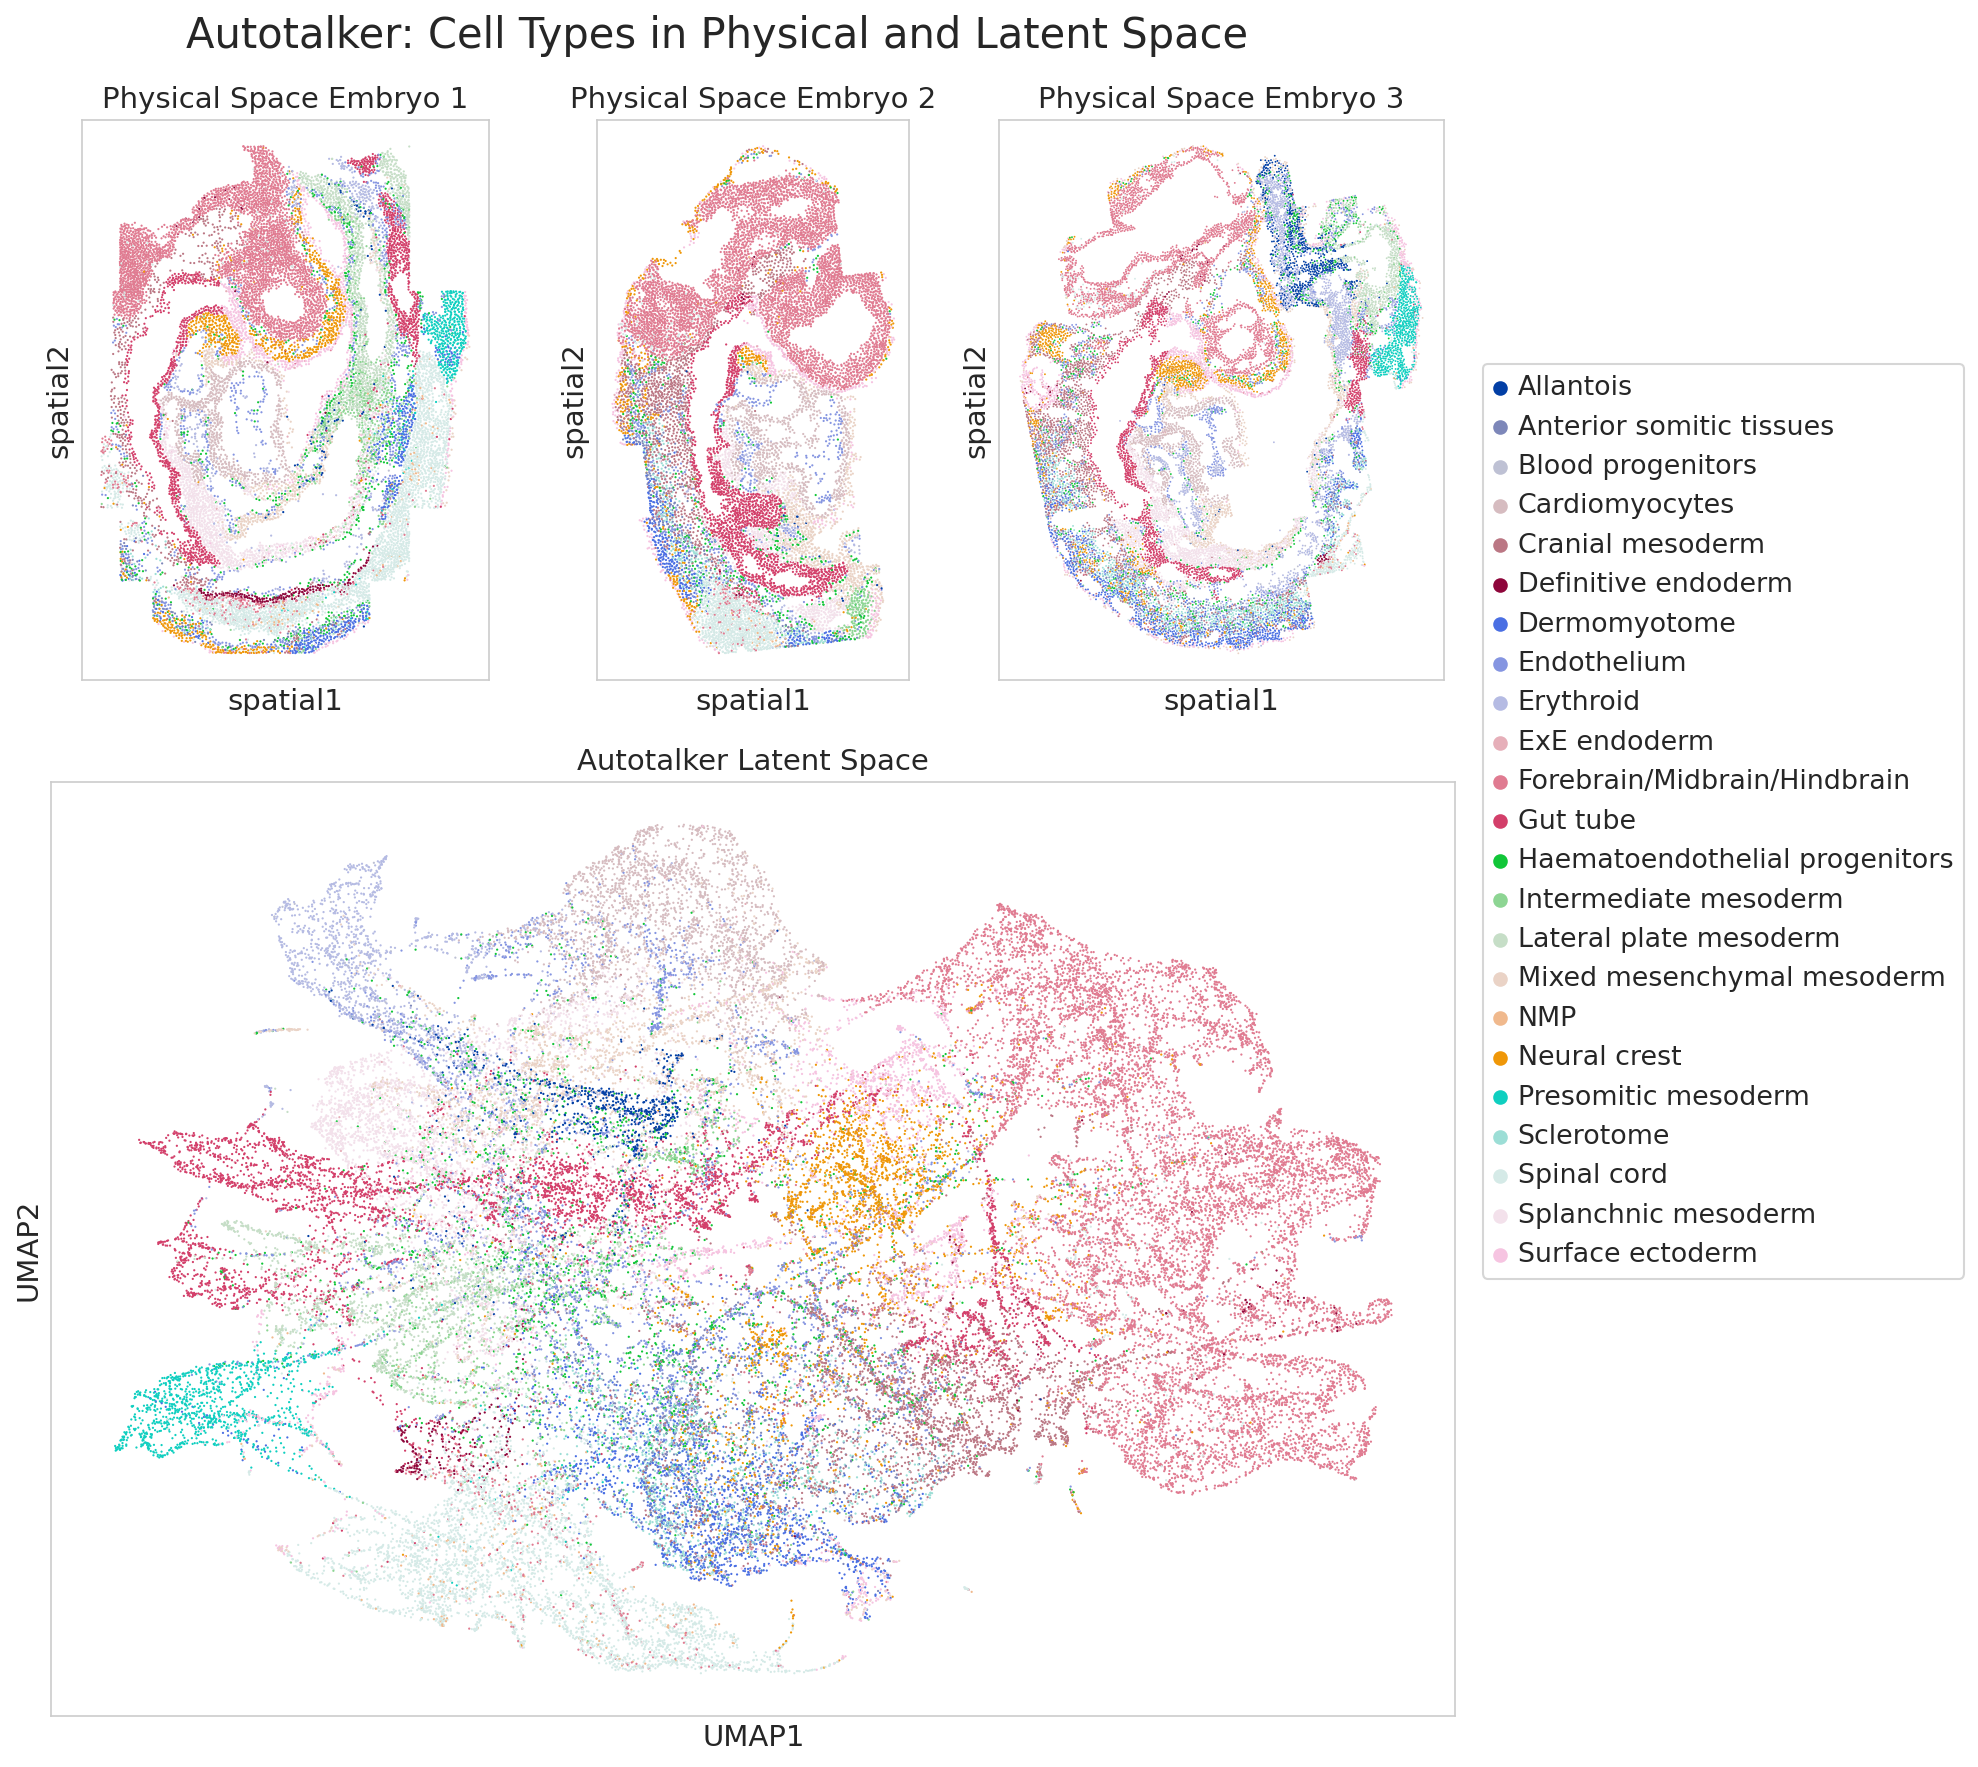 Autotalker: Cell Types in Physical and Latent Space
Physical Space Embryo 1
Physical Space Embryo 2
Physical Space Embryo 3
spatial2
spatial2
spatial2
spatial1
spatial1
spatial1
Autotalker Latent Space
UMAP2
UMAP1
Allantois
Anterior somitic tissues
Blood progenitors
Cardiomyocytes
Cranial mesoderm
Definitive endoderm
Dermomyotome
Endothelium
Erythroid
ExE endoderm
Forebrain/Midbrain/Hindbrain
Gut tube
Haematoendothelial progenitors
Intermediate mesoderm
Lateral plate mesoderm
Mixed mesenchymal mesoderm
NMP
Neural crest
Presomitic mesoderm
Sclerotome
Spinal cord
Splanchnic mesoderm
Surface ectoderm